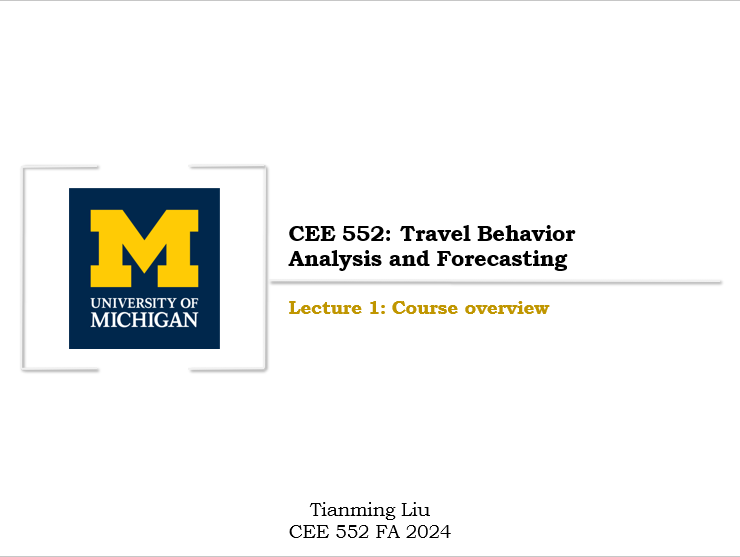 M
UNIVERSITY OF
MICHIGAN
CEE 552: Travel Behavior
Analysis and Forecasting
Lecture 1: Course overview
Tianming Liu
CEE 552 FA 2024